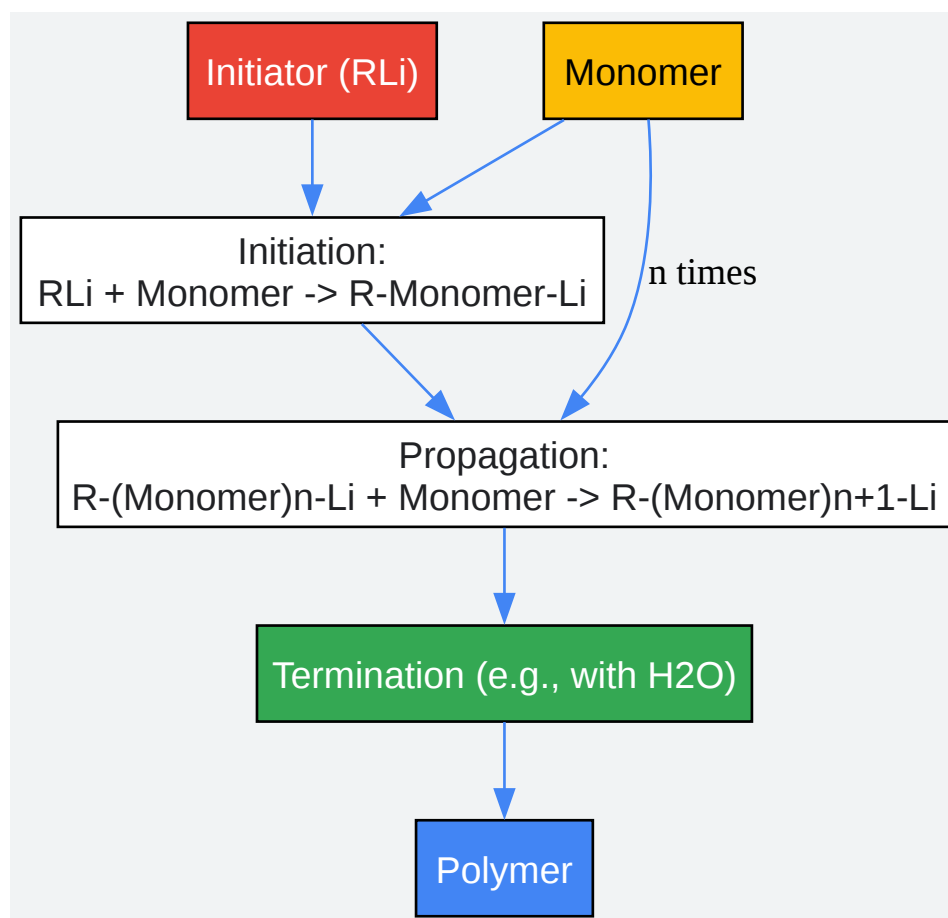 Initiator (RLi)
Monomer
Initiation:
RLi + Monomer -> R-Monomer-Li
n times
Propagation:
R-(Monomer)n-Li + Monomer -> R-(Monomer)n+1-Li
Termination (e.g., with H2O)
Polymer